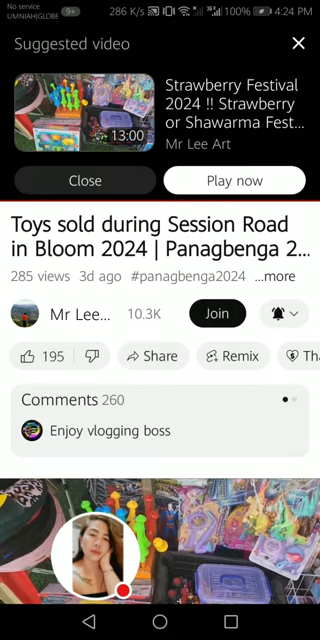 No service
UMNIAH|GLOBE
9+
286 K/s
100%
4:24 PM
Suggested video
Strawberry Festival
2024 !! Strawberry
or Shawarma Fest...
Mr Lee Art
13:00
Close
Play now
Toys sold during Session Road
in Bloom 2024 | Panagbenga 2...
285 views 3d ago #panagbenga2024 ...more
Mr Lee... 10.3K
Join
195
Share
Remix
Tha
Comments 260
Enjoy vlogging boss